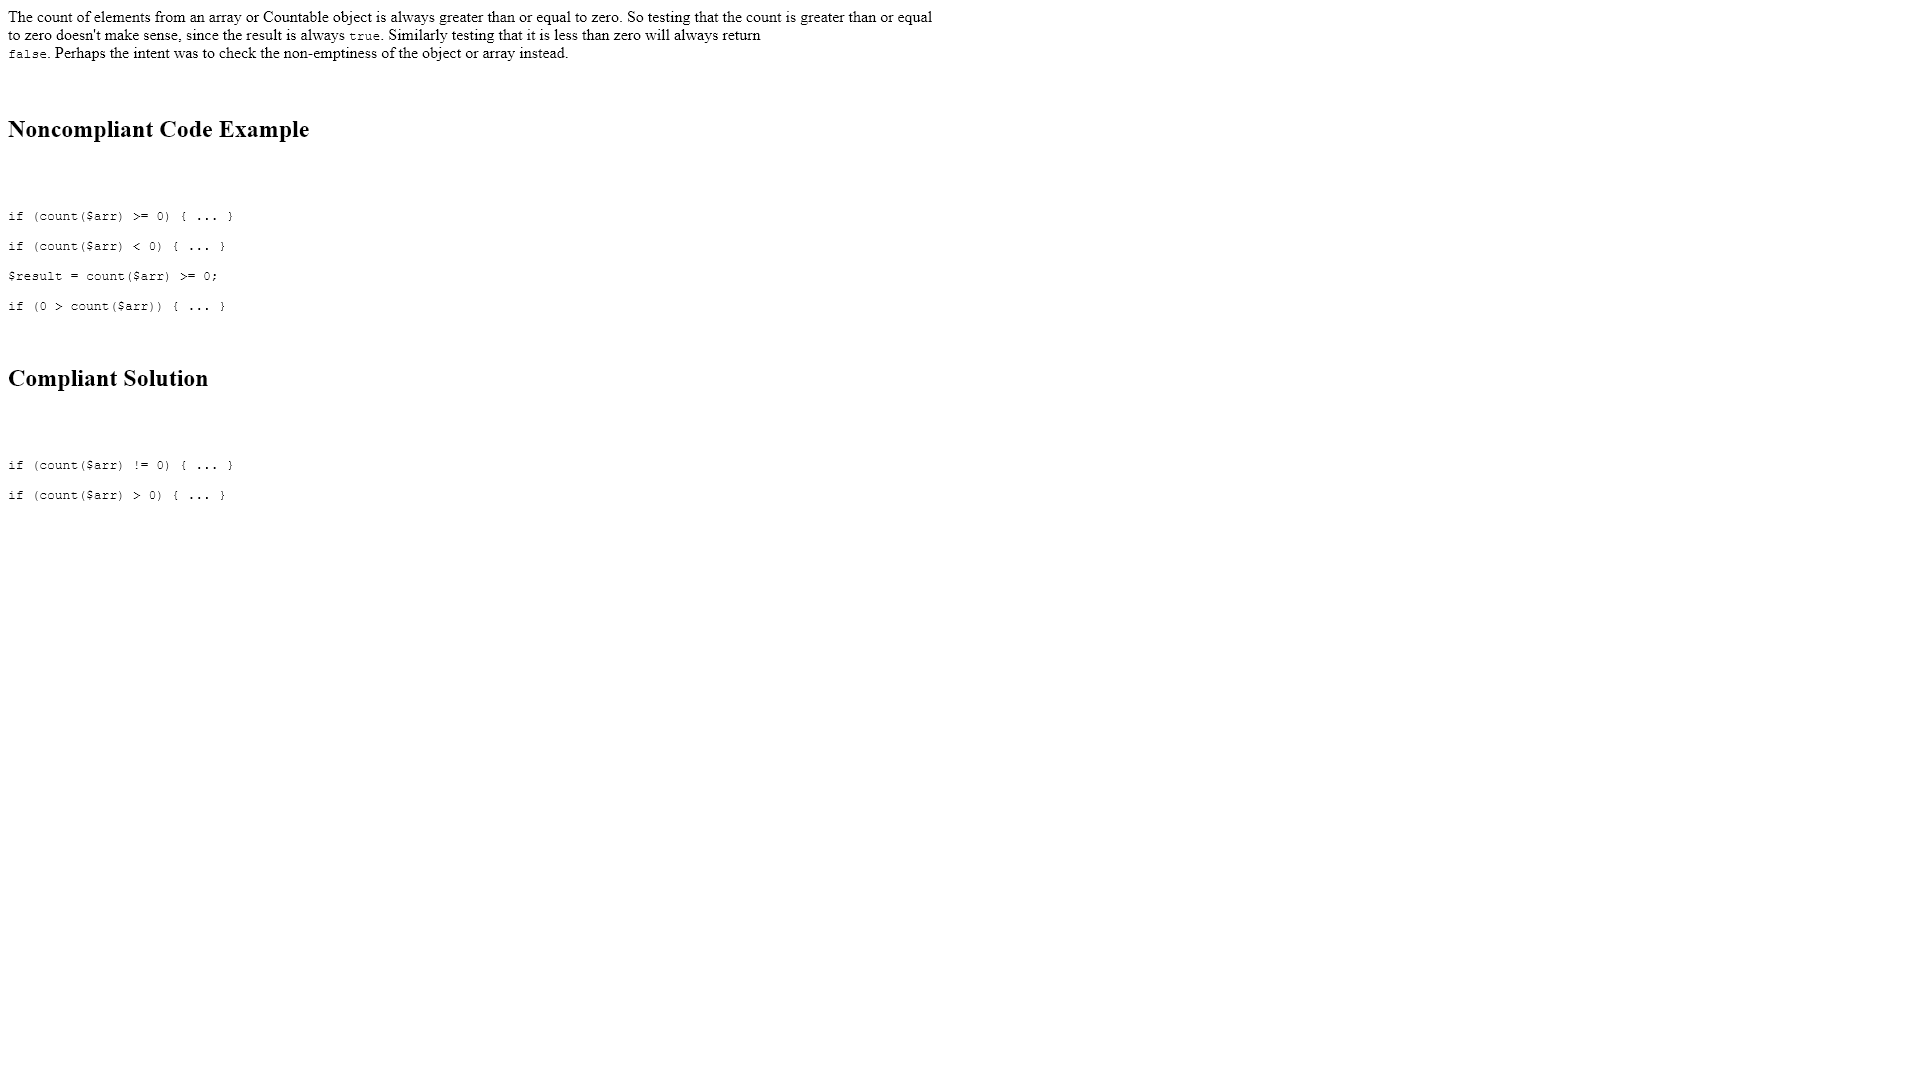 The count of elements from an array or Countable object is always greater than or equal to zero. So testing that the count is greater than or equal
to zero doesn't make sense, since the result is always true. Similarly testing that it is less than zero will always return
false. Perhaps the intent was to check the non-emptiness of the object or array instead.
Noncompliant Code Example
if (count($arr) >= 0) { ... }
if (count($arr) < 0) { ... }
$result = count($arr) >= 0;
if (0 > count($arr)) { ... }
Compliant Solution
if (count($arr) != 0) { ... }
if (count($arr) > 0) { ... }